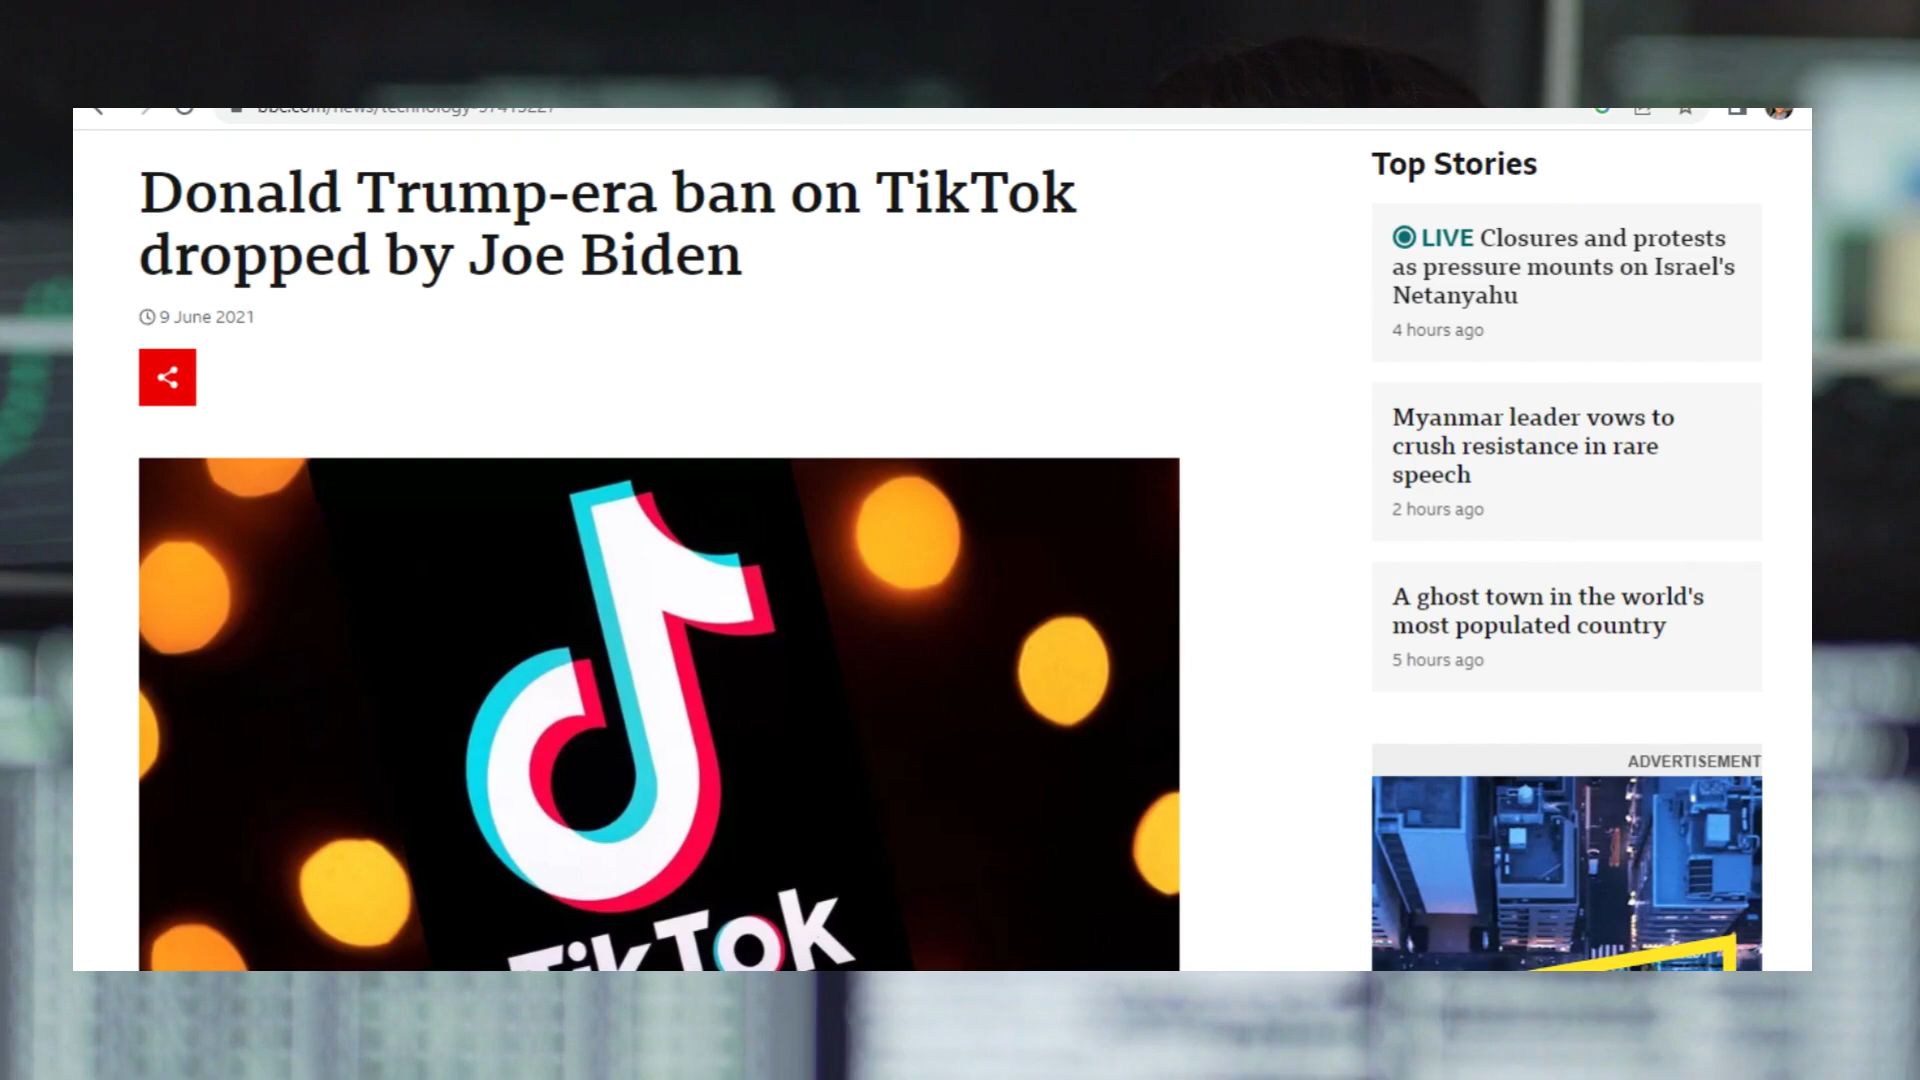 Donald Trump-era ban on TikTok
dropped by Joe Biden
9 June 2021
TikTok
Top Stories
LIVE Closures and protests
as pressure mounts on Israel's
Netanyahu
4 hours ago
Myanmar leader vows to
crush resistance in rare
speech
2 hours ago
A ghost town in the world's
most populated country
5 hours ago
ADVERTISEMENT